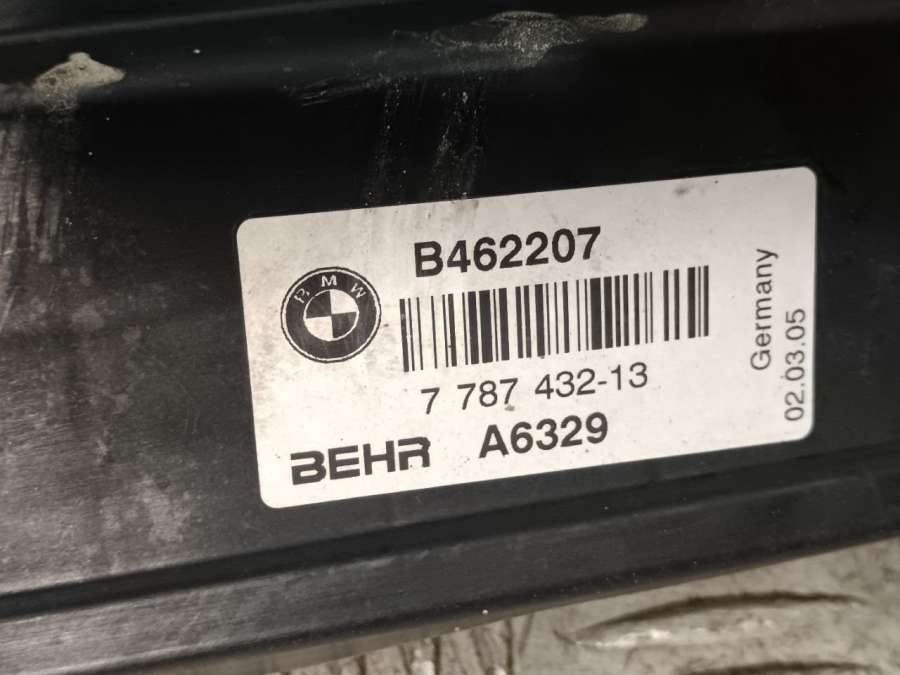 B462207
BMW
7 787 432-13
BEHR A6329
Germany
02.03.05